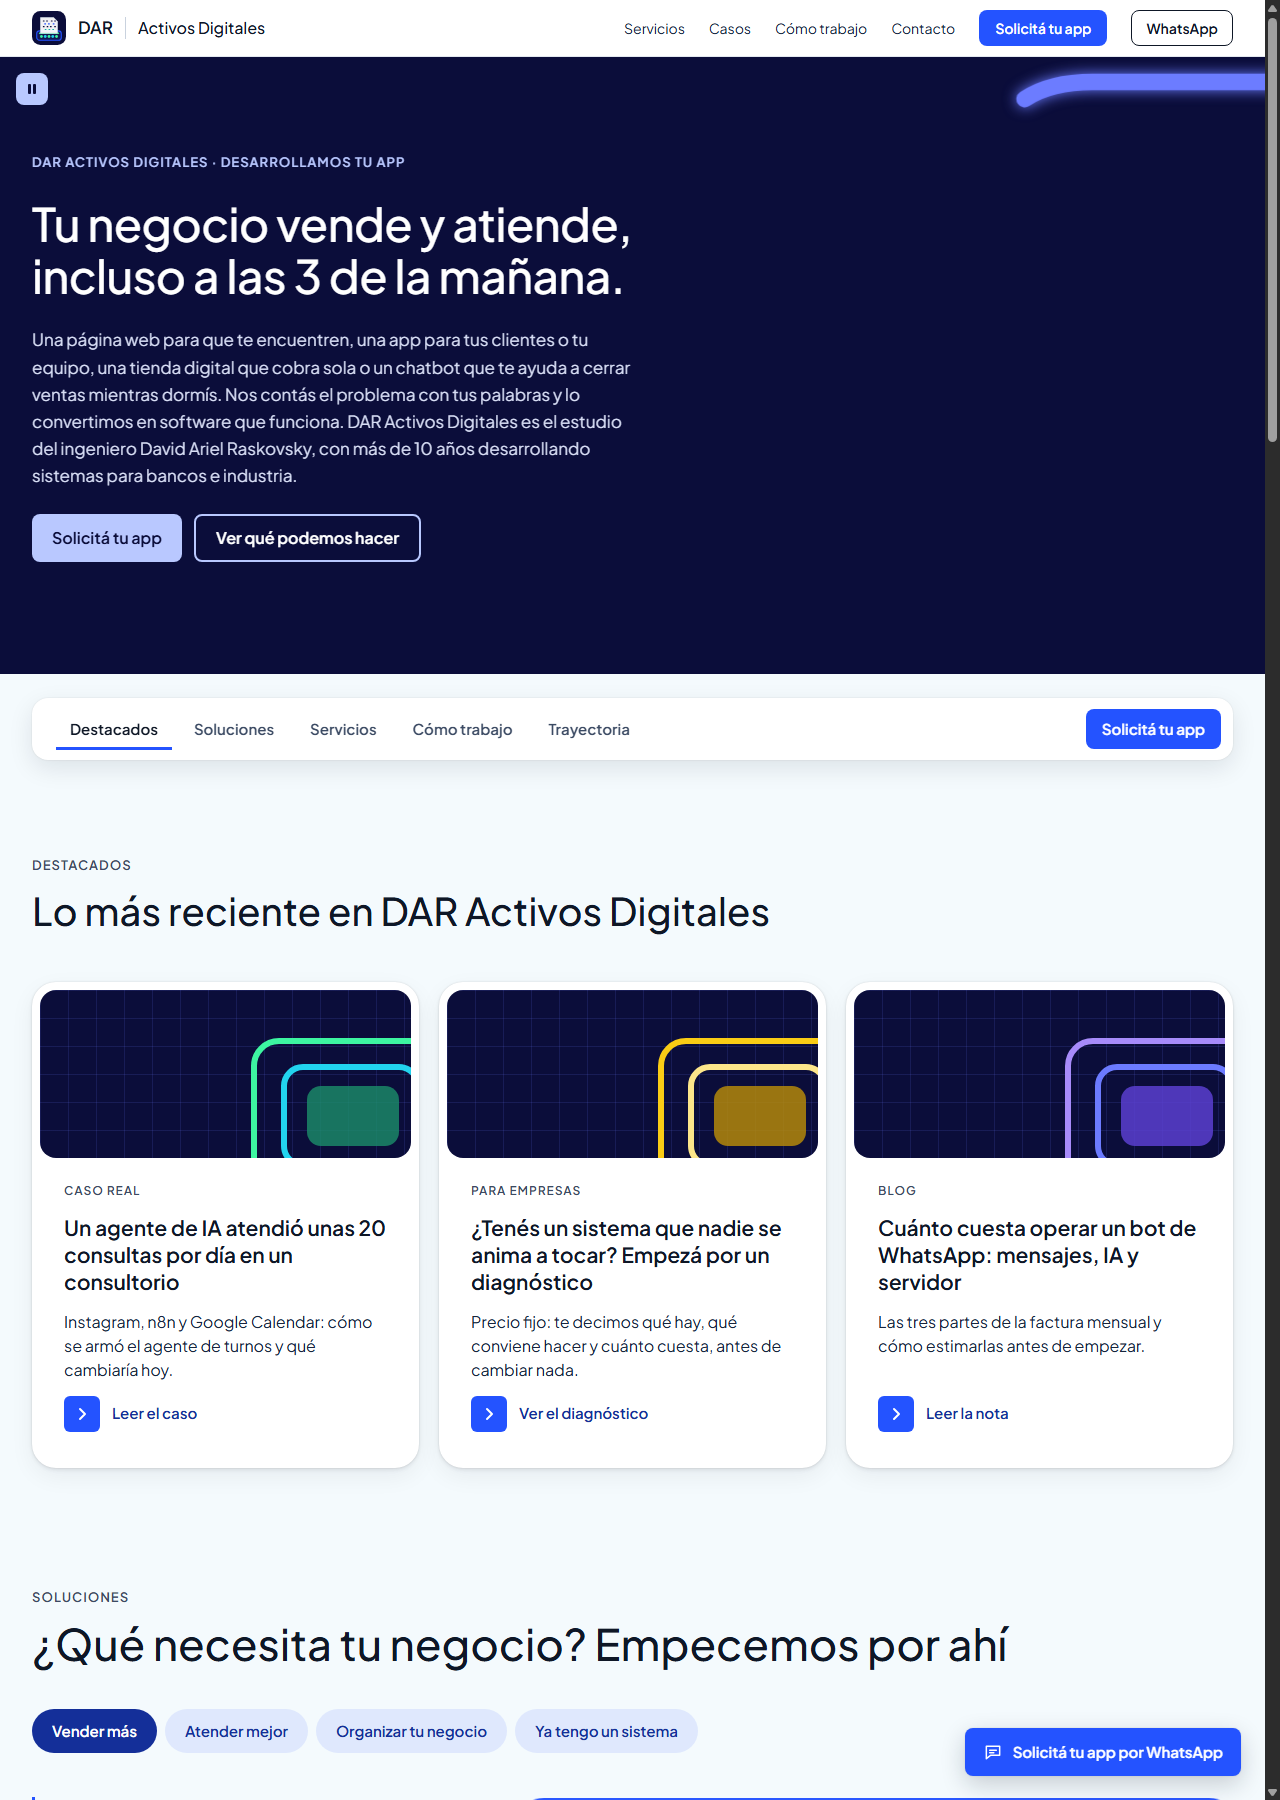 DAR
Activos Digitales
Servicios
Casos
Cómo trabajo
Contacto
Solicitá tu app
WhatsApp
DAR ACTIVOS DIGITALES · DESARROLLAMOS TU APP
Tu negocio vende y atiende,
incluso a las 3 de la mañana.
Una página web para que te encuentren, una app para tus clientes o tu
equipo, una tienda digital que cobra sola o un chatbot que te ayuda a cerrar
ventas mientras dormís. Nos contás el problema con tus palabras y lo
convertimos en software que funciona. DAR Activos Digitales es el estudio
del ingeniero David Ariel Raskovsky, con más de 10 años desarrollando
sistemas para bancos e industria.
Solicitá tu app
Ver qué podemos hacer
Destacados
Soluciones
Servicios
Cómo trabajo
Trayectoria
Solicitá tu app
DESTACADOS
Lo más reciente en DAR Activos Digitales
CASO REAL
Un agente de IA atendió unas 20
consultas por día en un
consultorio
Instagram, n8n y Google Calendar: cómo
se armó el agente de turnos y qué
cambiaría hoy.
Leer el caso
PARA EMPRESAS
¿Tenés un sistema que nadie se
anima a tocar? Empezá por un
diagnóstico
Precio fijo: te decimos qué hay, qué
conviene hacer y cuánto cuesta, antes de
cambiar nada.
Ver el diagnóstico
BLOG
Cuánto cuesta operar un bot de
WhatsApp: mensajes, IA y
servidor
Las tres partes de la factura mensual y
cómo estimarlas antes de empezar.
Leer la nota
SOLUCIONES
¿Qué necesita tu negocio? Empecemos por ahí
Vender más
Atender mejor
Organizar tu negocio
Ya tengo un sistema
Solicitá tu app por WhatsApp